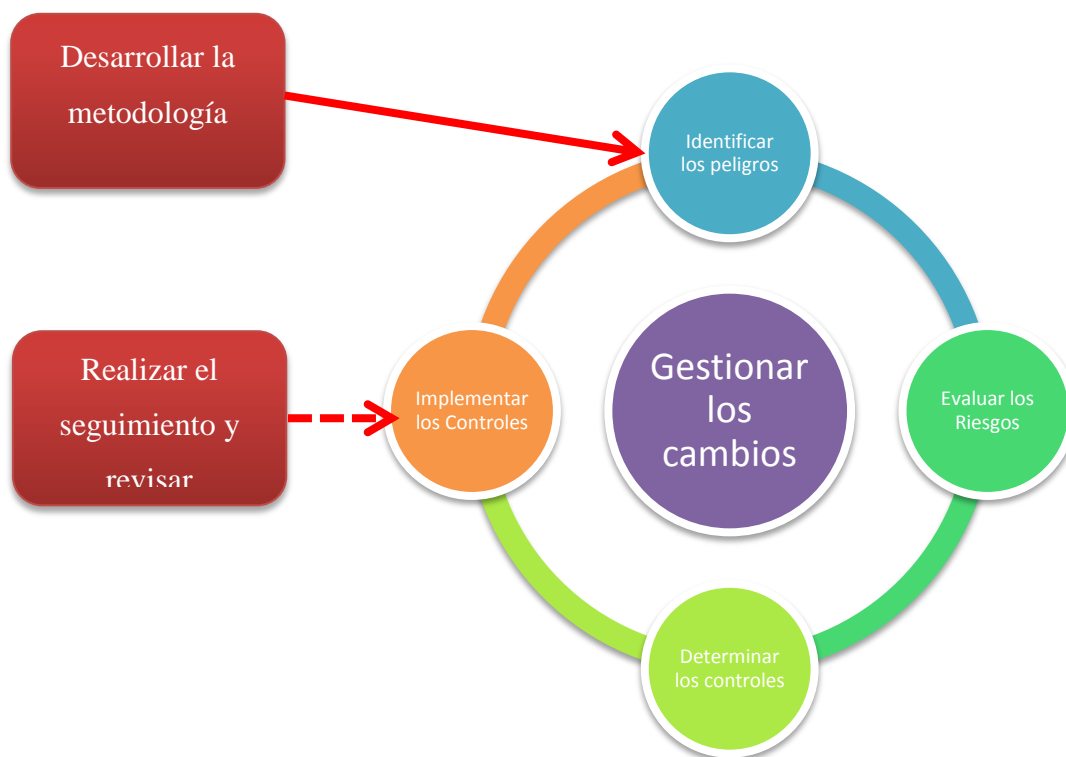 Desarrollar la
metodología
Identificar
los peligros
Realizar el
seguimiento y
revisar
Implementar
los Controles
Gestionar
los
cambios
Evaluar los
Riesgos
Determinar
los controles